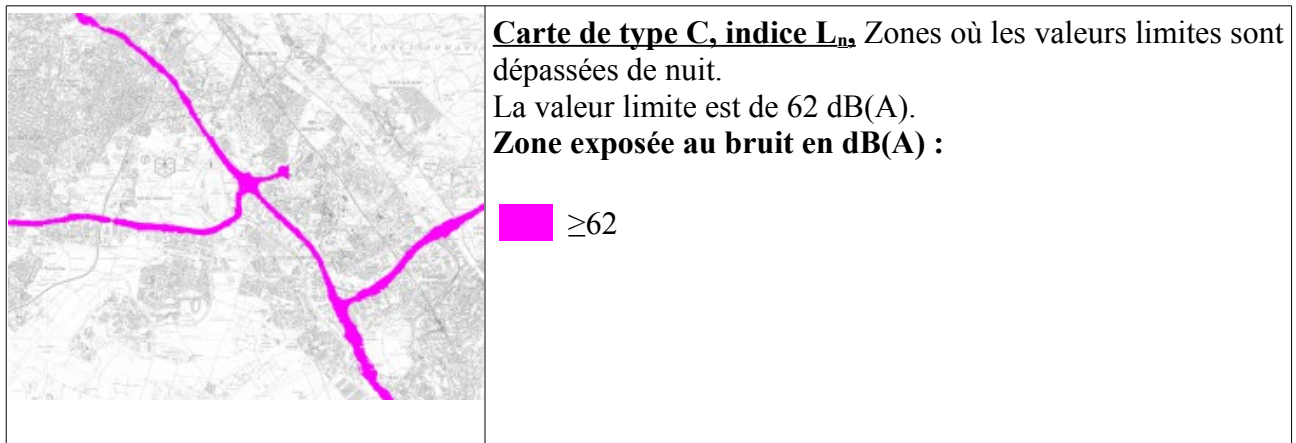 Carte de type C, indice Ln, Zones où les valeurs limites sont
dépassées de nuit.
La valeur limite est de 62 dB(A).
Zone exposée au bruit en dB(A) :
≥62